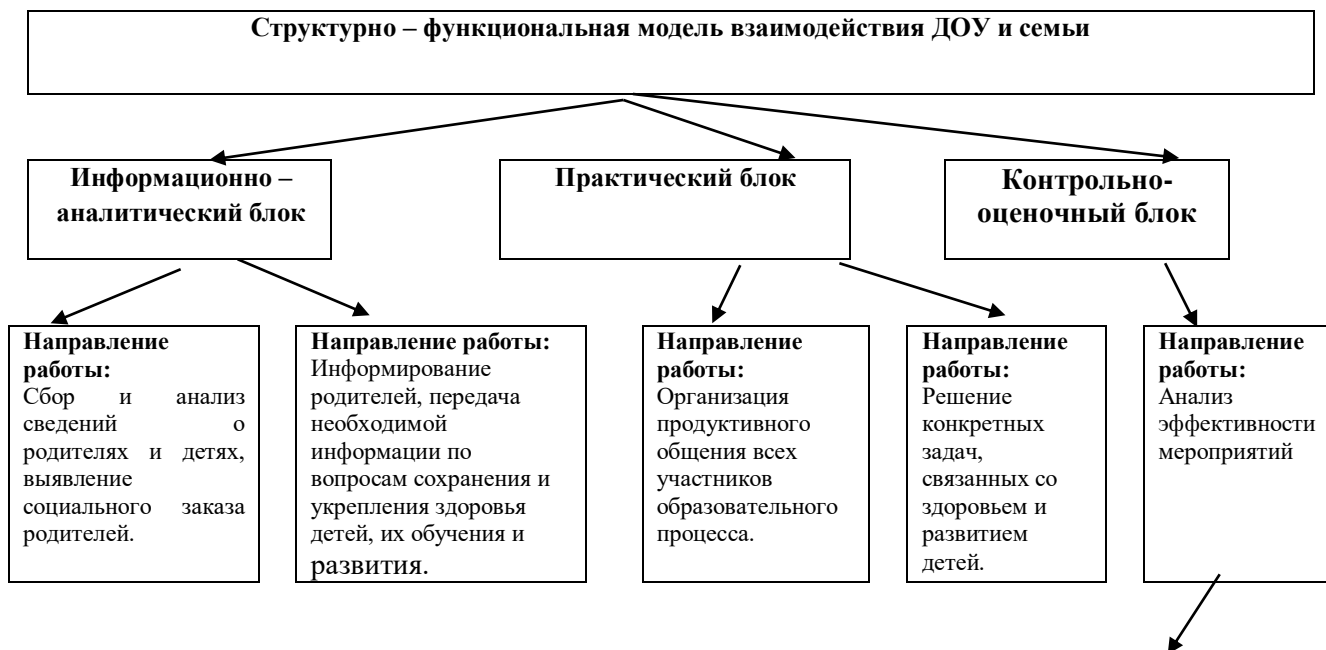 Структурно – функциональная модель взаимодействия ДОУ и семьи
Информационно –
аналитический блок
Практический блок
Контрольно-
оценочный блок
Направление
работы:
Сбор и анализ
сведений о
родителях и детях,
выявление
социального заказа
родителей.
Направление работы:
Информирование
родителей, передача
необходимой
информации по
вопросам сохранения и
укрепления здоровья
детей, их обучения и
развития.
Направление
работы:
Организация
продуктивного
общения всех
участников
образовательного
процесса.
Направление
работы:
Решение
конкретных
задач,
связанных со
здоровьем и
развитием
детей.
Направление
работы:
Анализ
эффективности
мероприятий